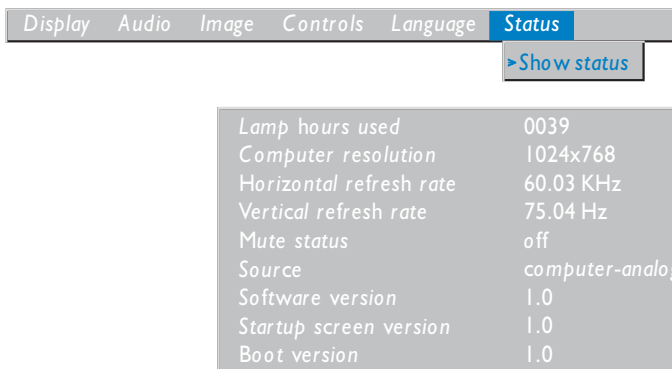 Display Audio Image Controls Language Status
Show status
Lamp hours used 0039
Computer resolution 1024x768
Horizontal refresh rate 60.03 KHz
Vertical refresh rate 75.04 Hz
Mute status off
Source computer-analog
Software version 1.0
Startup screen version 1.0
Boot version 1.0